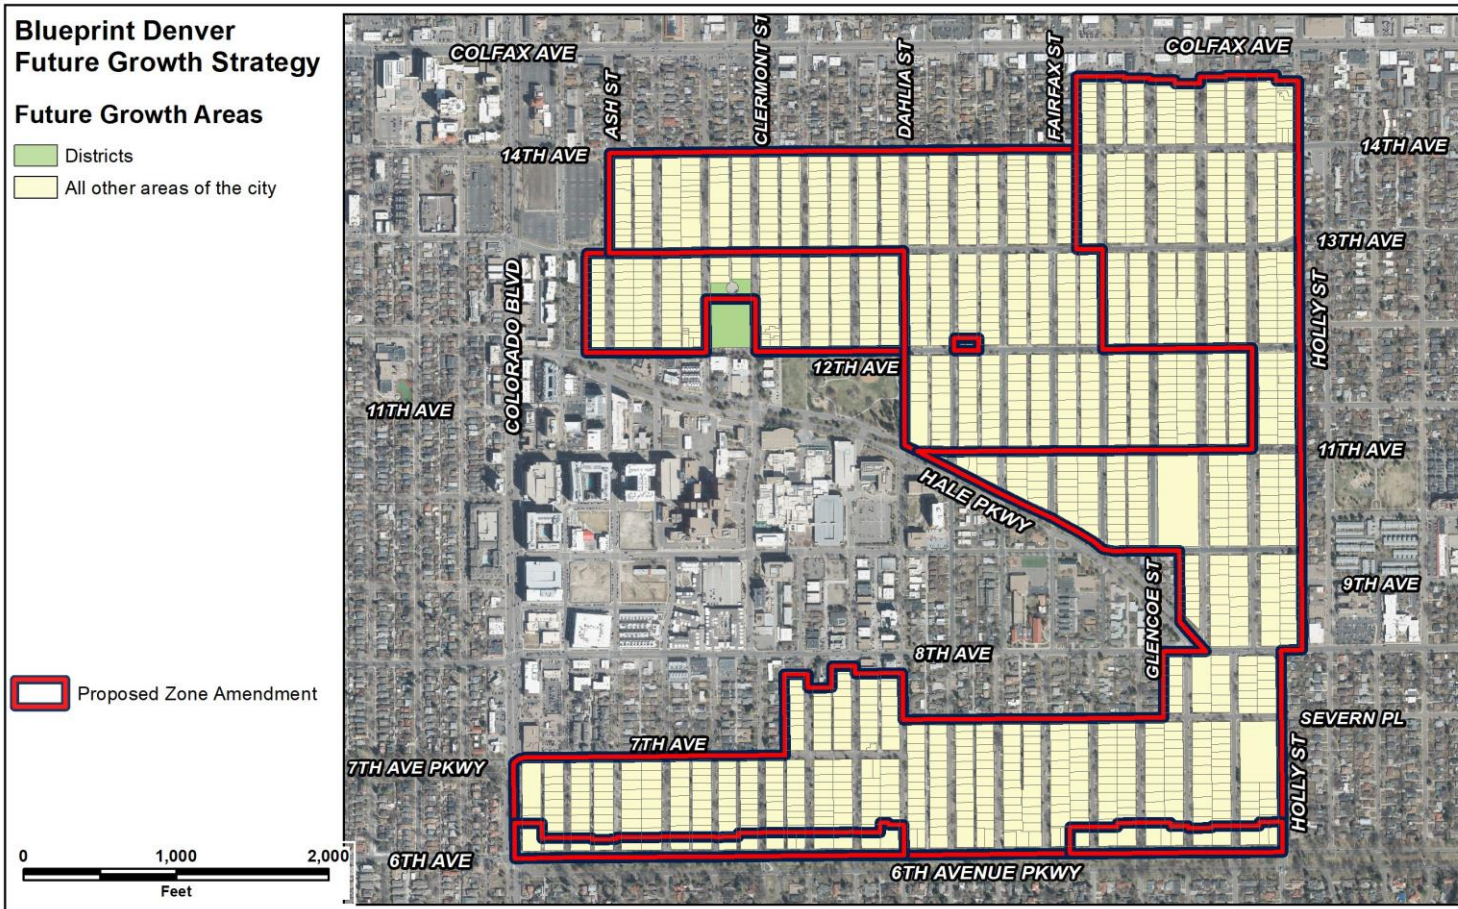 Blueprint Denver
Future Growth Strategy
Future Growth Areas
Districts
All other areas of the city
Proposed Zone Amendment
0 1,000 2,000
Feet
COLFAX AVE
COLFAX AVE
ASH ST
CLERMONT ST
DAHLIA ST
FAIRFAX ST
14TH AVE
14TH AVE
13TH AVE
COLORADO BLVD
HOLLY ST
12TH AVE
11TH AVE
11TH AVE
HALE PKWY
GLENCOE ST
9TH AVE
8TH AVE
SEVERN PL
7TH AVE
7TH AVE PKWY
HOLLY ST
6TH AVE
6TH AVENUE PKWY